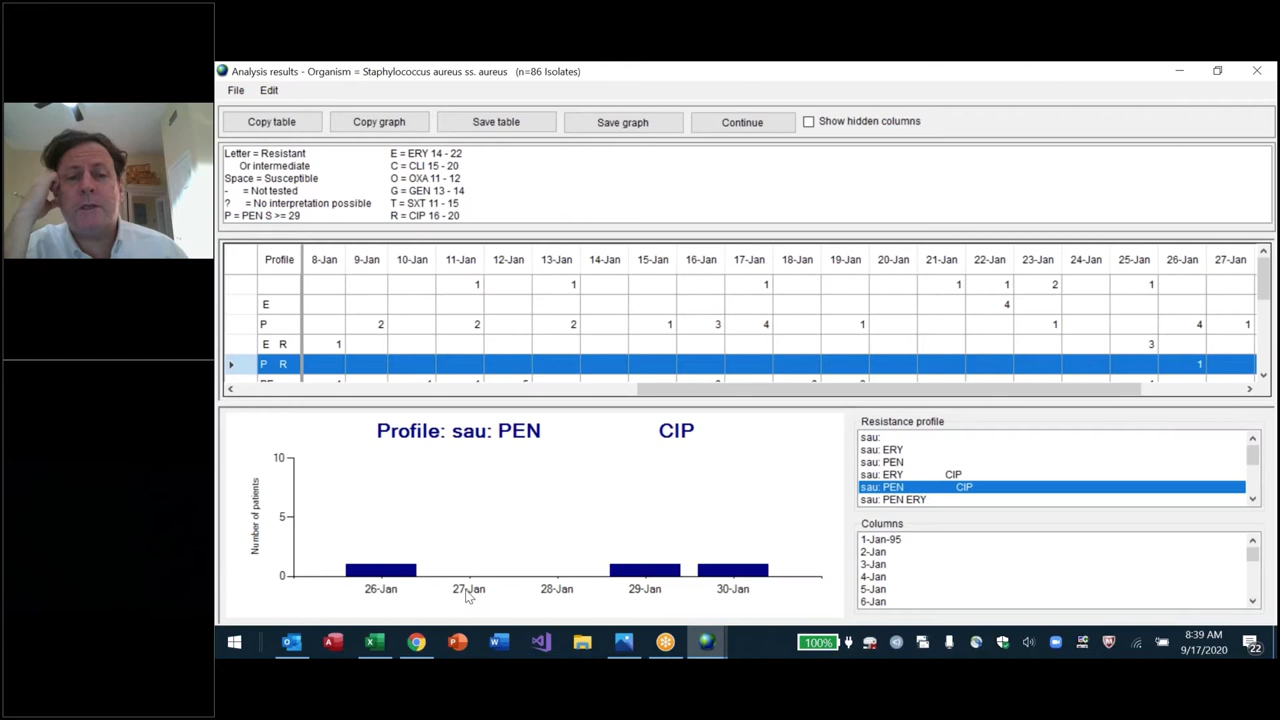 Analysis results - Organism = Staphylococcus aureus ss. aureus (n=86 Isolates)
File Edit
Copy table Copy graph Save table Save graph Continue Show hidden columns
Letter = Resistant E = ERY 14 - 22
Or intermediate C = CLI 15 - 20
Space = Susceptible O = OXA 11 - 12
- = Not tested G = GEN 13 - 14
? = No interpretation possible T = SXT 11 - 15
P = PEN S >= 29 R = CIP 16 - 20
Profile 8-Jan 9-Jan 10-Jan 11-Jan 12-Jan 13-Jan 14-Jan 15-Jan 16-Jan 17-Jan 18-Jan 19-Jan 20-Jan 21-Jan 22-Jan 23-Jan 24-Jan 25-Jan 26-Jan 27-Jan
1 1 1 1 1 2 1
E 4
P 2 2 2 1 3 4 1 1 4 1
E R 1 3
P R 1
Profile: sau: PEN CIP
10
5
0
Number of patients
26-Jan 27-Jan 28-Jan 29-Jan 30-Jan
Resistance profile
sau:
sau: ERY
sau: PEN
sau: ERY CIP
sau: PEN CIP
sau: PEN ERY
Columns
1-Jan-95
2-Jan
3-Jan
4-Jan
5-Jan
6-Jan
100% 8:39 AM
9/17/2020 22